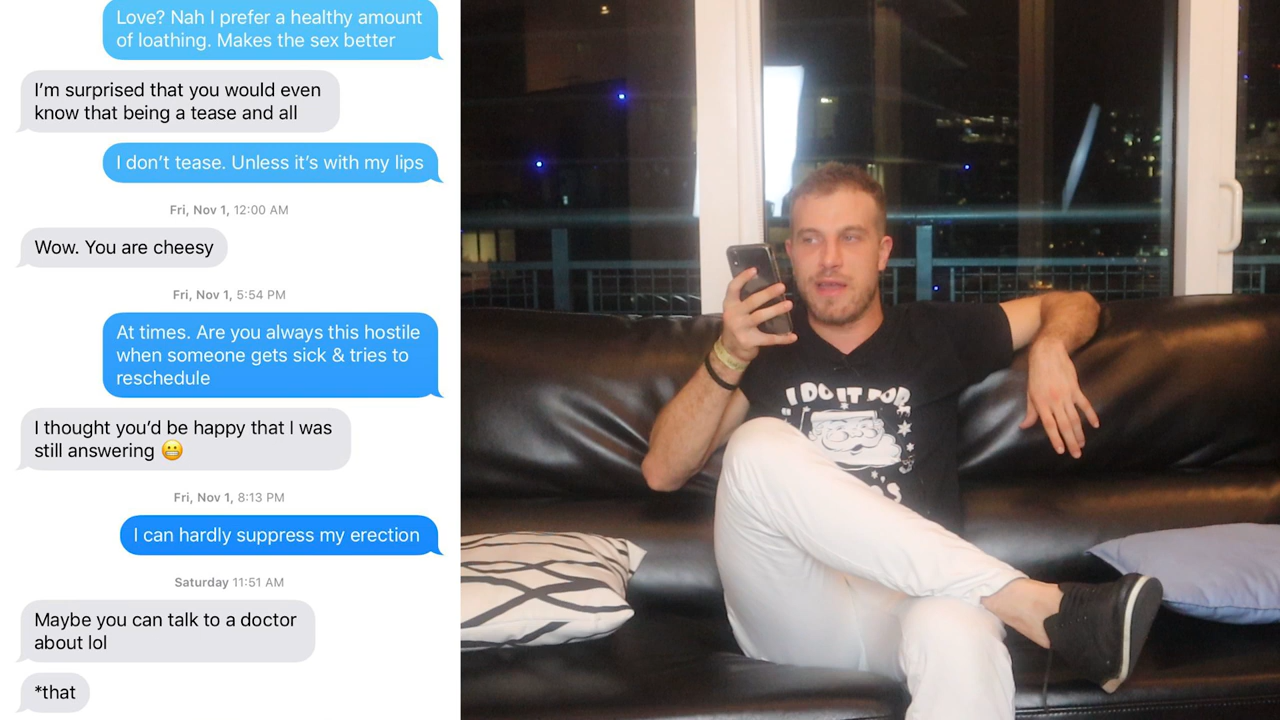 Love? Nah I prefer a healthy amount
of loathing. Makes the sex better
I'm surprised that you would even
know that being a tease and all
I don't tease. Unless it's with my lips
Fri, Nov 1, 12:00 AM
Wow. You are cheesy
Fri, Nov 1, 5:54 PM
At times. Are you always this hostile
when someone gets sick & tries to
reschedule
I thought you'd be happy that I was
still answering 😬
Fri, Nov 1, 8:13 PM
I can hardly suppress my erection
Saturday 11:51 AM
Maybe you can talk to a doctor
about lol
*that
I DO IT FOR